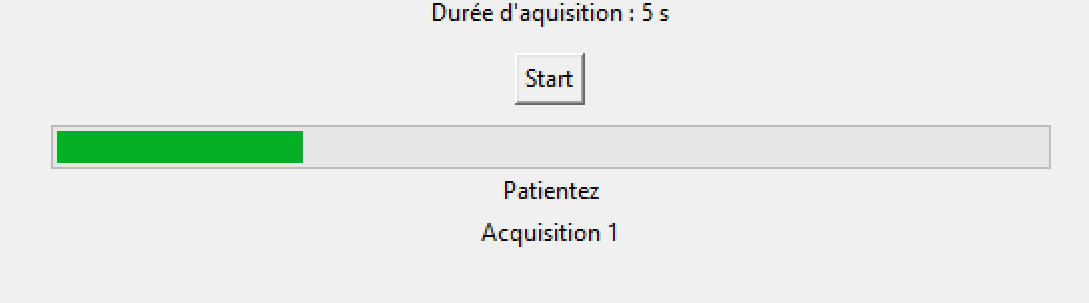 Durée d'aquisition : 5 s
Start
Patientez
Acquisition 1